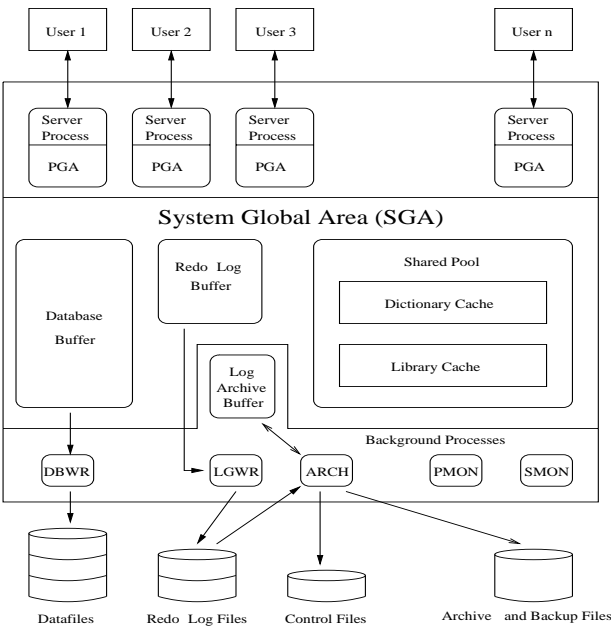 User 1
User 2
User 3
User n
Server
Process
PGA
Server
Process
PGA
Server
Process
PGA
Server
Process
PGA
System Global Area (SGA)
Database
Buffer
Redo Log
Buffer
Shared Pool
Dictionary Cache
Library Cache
Log
Archive
Buffer
Background Processes
DBWR
LGWR
ARCH
PMON
SMON
Datafiles
Redo Log Files
Control Files
Archive and Backup Files